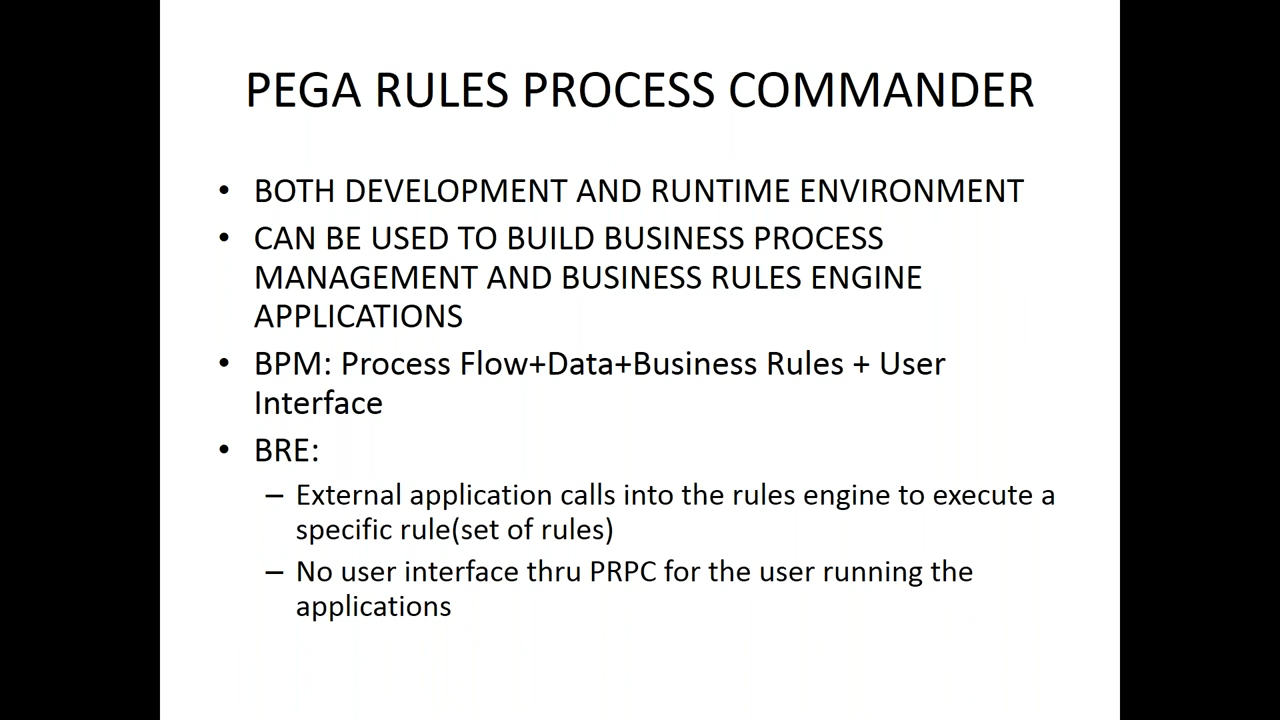 PEGA RULES PROCESS COMMANDER
• BOTH DEVELOPMENT AND RUNTIME ENVIRONMENT
• CAN BE USED TO BUILD BUSINESS PROCESS
MANAGEMENT AND BUSINESS RULES ENGINE
APPLICATIONS
• BPM: Process Flow+Data+Business Rules + User
Interface
• BRE:
– External application calls into the rules engine to execute a
specific rule(set of rules)
– No user interface thru PRPC for the user running the
applications